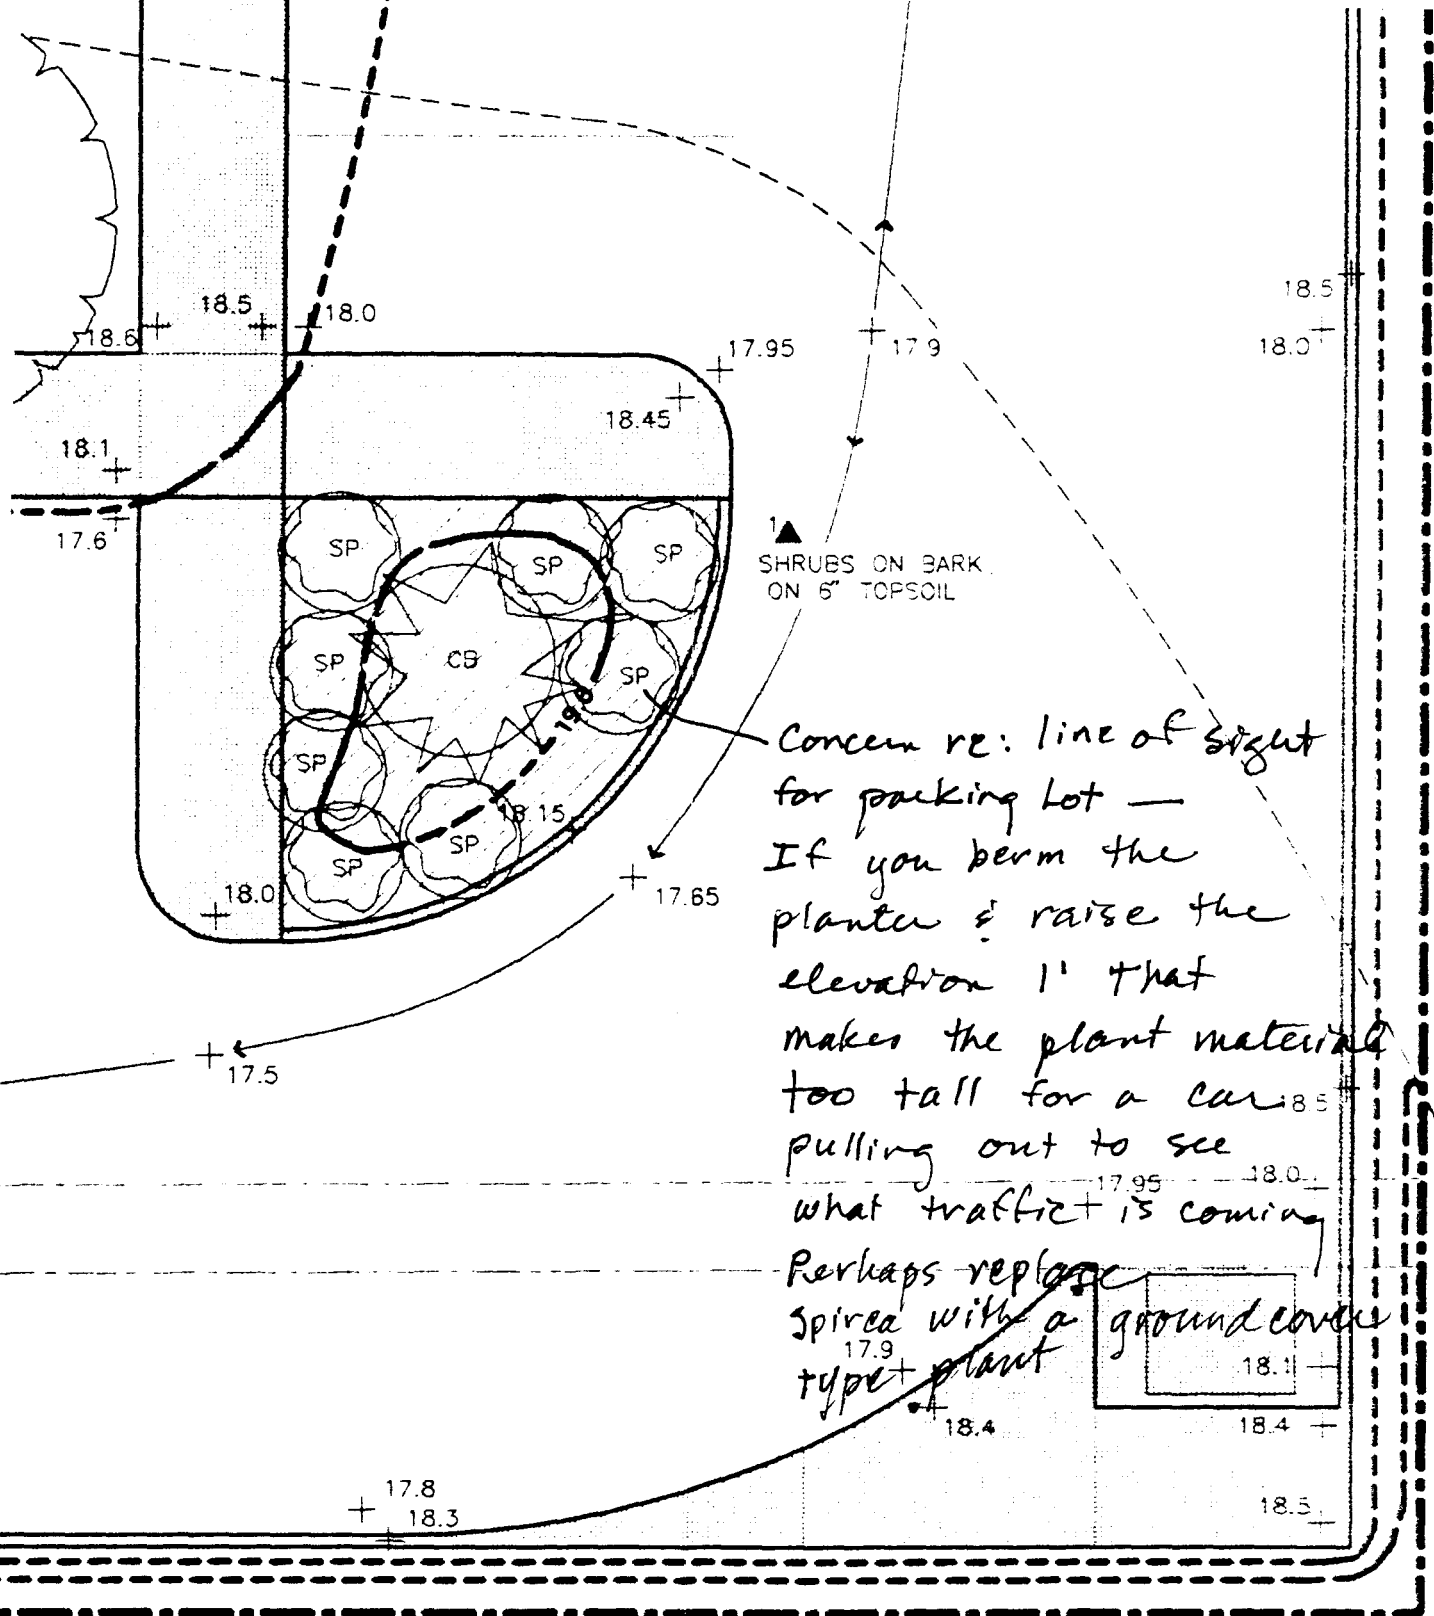 18.5
18.0
18.5
18.6
18.0
17.95
17.9
18.0
18.45
18.1
17.6
1
SHRUBS ON BARK
ON 6" TOPSOIL
SP
SP
SP
SP
CB
SP
19.0
SP
18.15
SP
SP
18.0
17.65
17.5
Concern re: line of sight
for parking Lot —
If you berm the
planter & raise the
elevation 1' that
makes the plant material
too tall for a car
18.5
pulling out to see
17.95
18.0
what traffic is coming
Perhaps replace
spirea with a groundcover
17.9
18.1
type plant
18.4
18.4
17.8
18.3
18.5